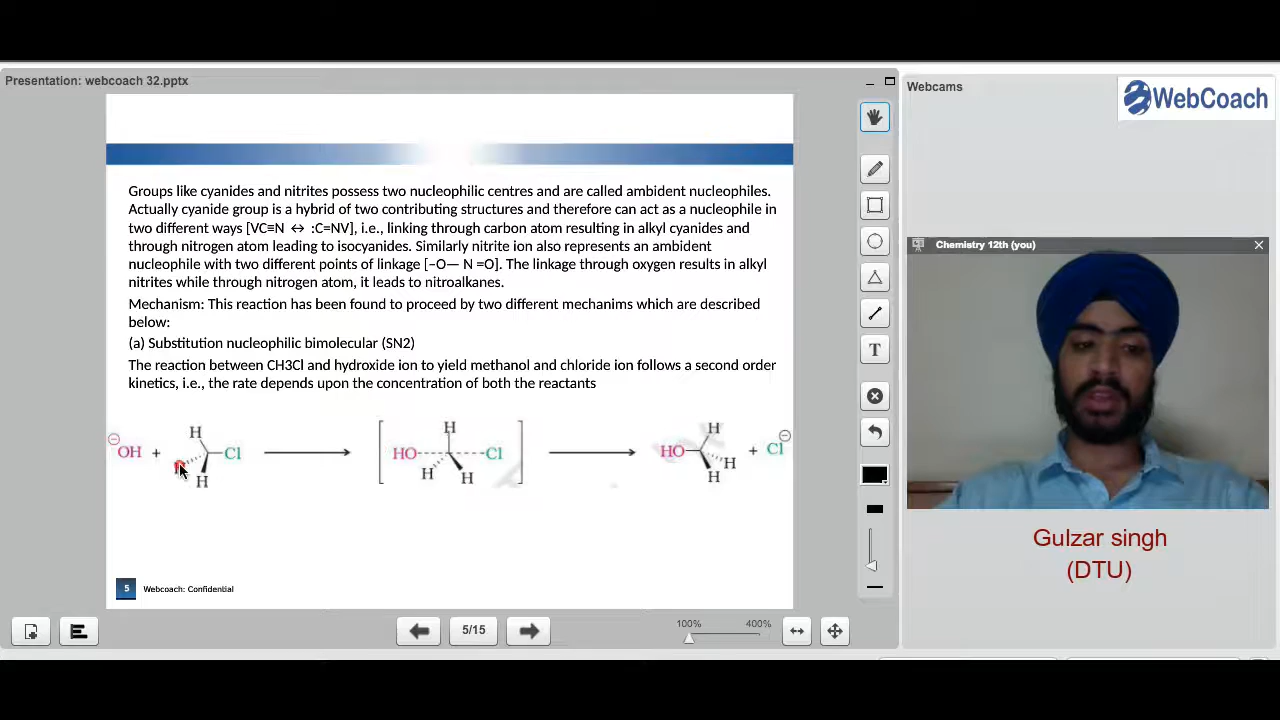 Presentation: webcoach 32.pptx
Webcams
WebCoach
Groups like cyanides and nitrites possess two nucleophilic centres and are called ambident nucleophiles.
Actually cyanide group is a hybrid of two contributing structures and therefore can act as a nucleophile in
two different ways [VC≡N ↔ :C=NV], i.e., linking through carbon atom resulting in alkyl cyanides and
through nitrogen atom leading to isocyanides. Similarly nitrite ion also represents an ambident
nucleophile with two different points of linkage [–O— N =O]. The linkage through oxygen results in alkyl
nitrites while through nitrogen atom, it leads to nitroalkanes.
Mechanism: This reaction has been found to proceed by two different mechanims which are described
below:
(a) Substitution nucleophilic bimolecular (SN2)
The reaction between CH3Cl and hydroxide ion to yield methanol and chloride ion follows a second order
kinetics, i.e., the rate depends upon the concentration of both the reactants
H
⊖OH + Cl
H
H
HO Cl
H H
H
HO H + Cl⊖
H
5 Webcoach: Confidential
T
Chemistry 12th (you)
Gulzar singh
(DTU)
5/15
100% 400%